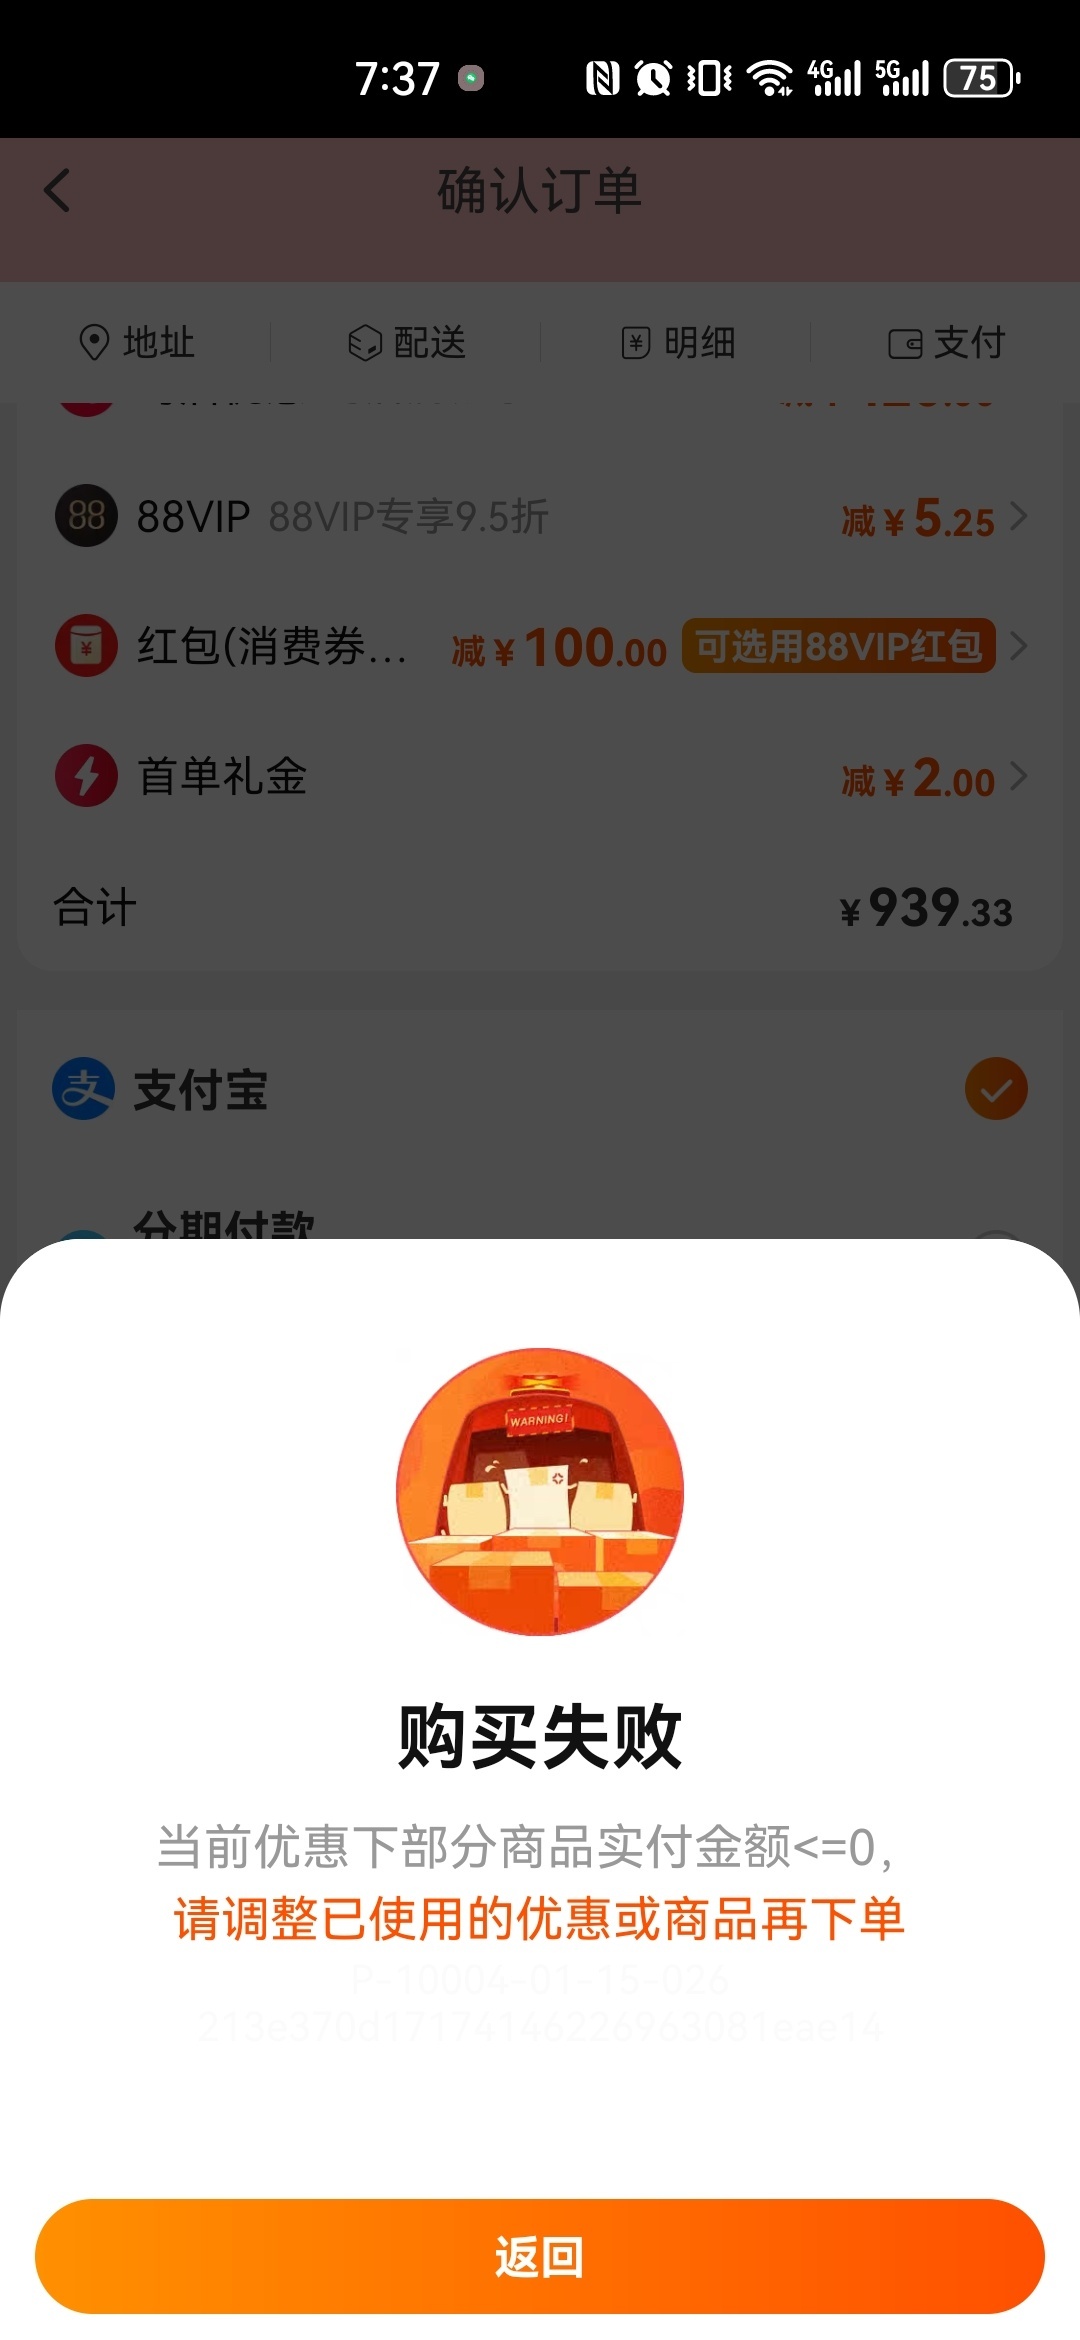 7:37
4G
5G
75
确认订单
地址
配送
明细
支付
88VIP 88VIP专享9.5折 减¥5.25
红包(消费券... 减¥100.00 可选用88VIP红包
首单礼金 减¥2.00
合计 ¥939.33
支付宝
分期付款
WARNING!
购买失败
当前优惠下部分商品实付金额<=0,
请调整已使用的优惠或商品再下单
P-10004-01-15-026
213e370d17174146226963081eae14
返回